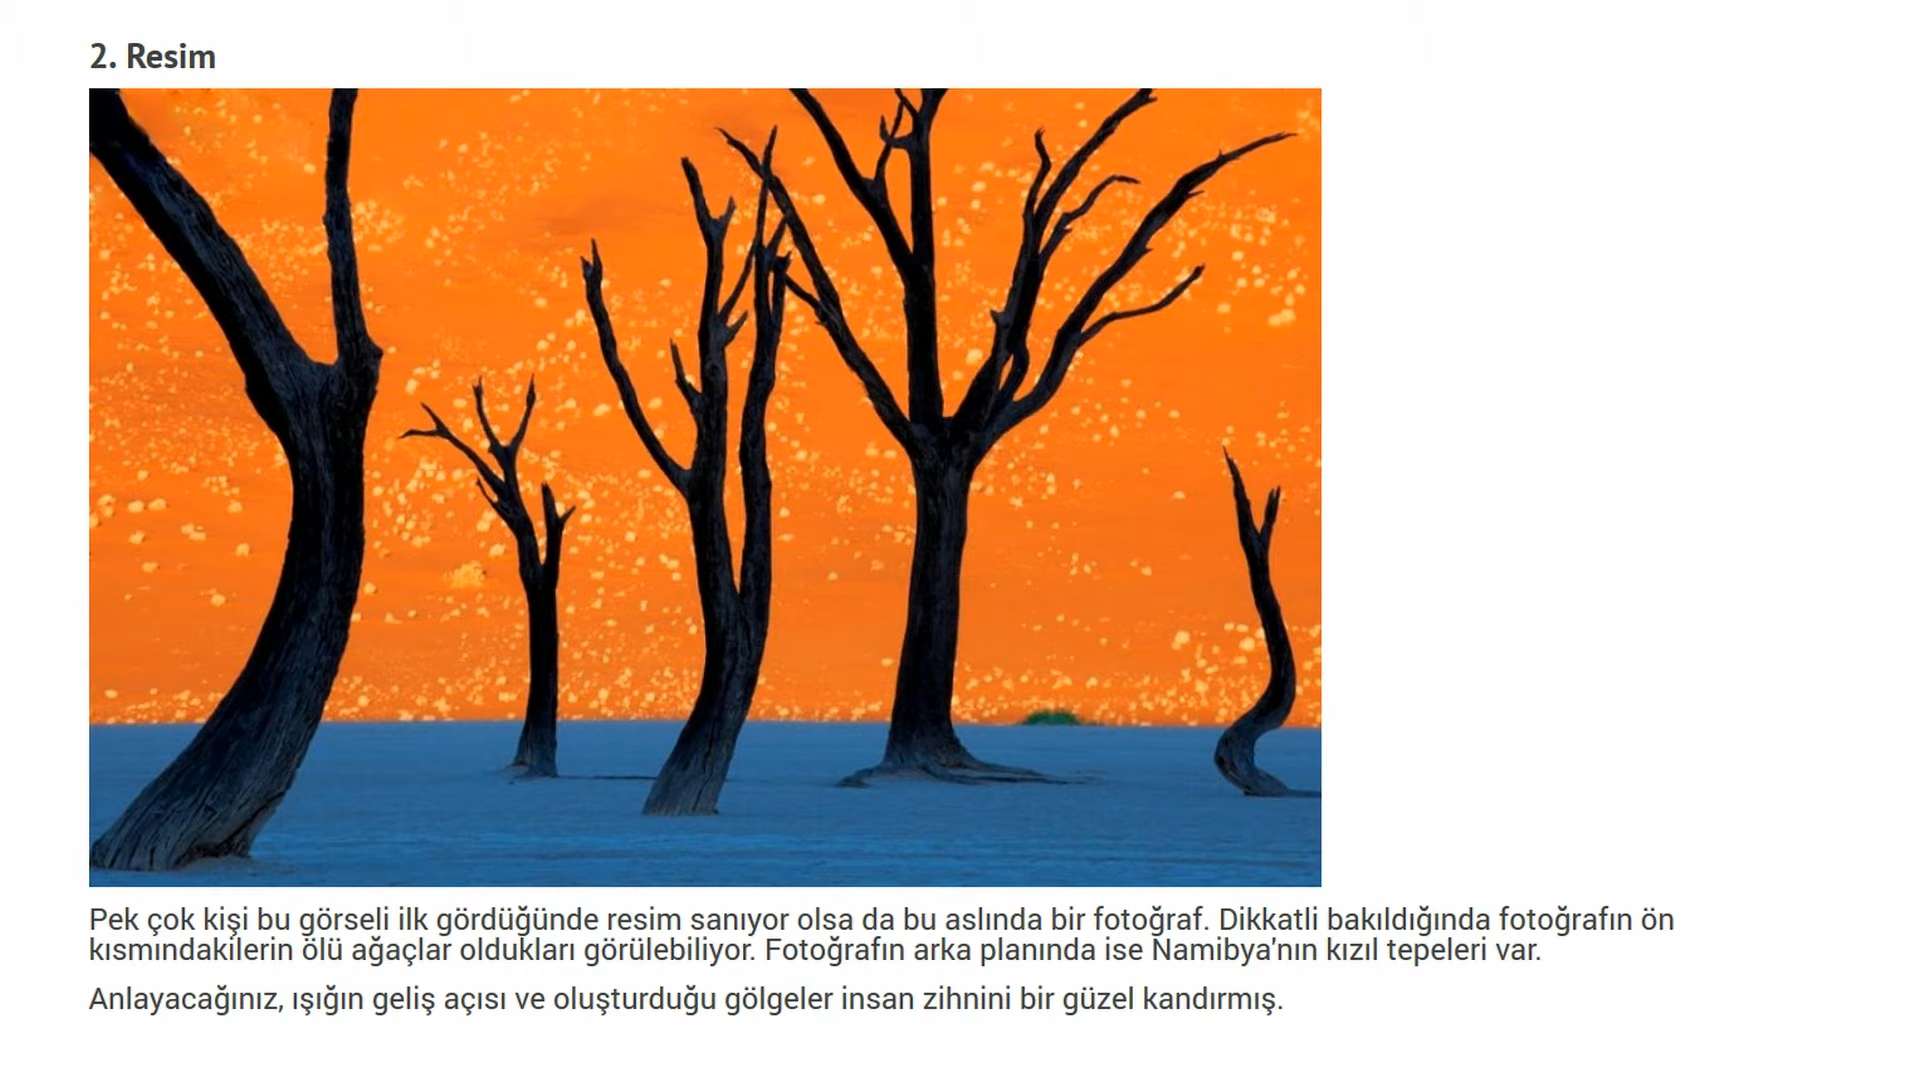 2. Resim
Pek çok kişi bu görseli ilk gördüğünde resim sanıyor olsa da bu aslında bir fotoğraf. Dikkatli bakıldığında fotoğrafın ön
kısmındakilerin ölü ağaçlar oldukları görülebiliyor. Fotoğrafın arka planında ise Namibya'nın kızıl tepeleri var.
Anlayacağınız, ışığın geliş açısı ve oluşturduğu gölgeler insan zihnini bir güzel kandırmış.